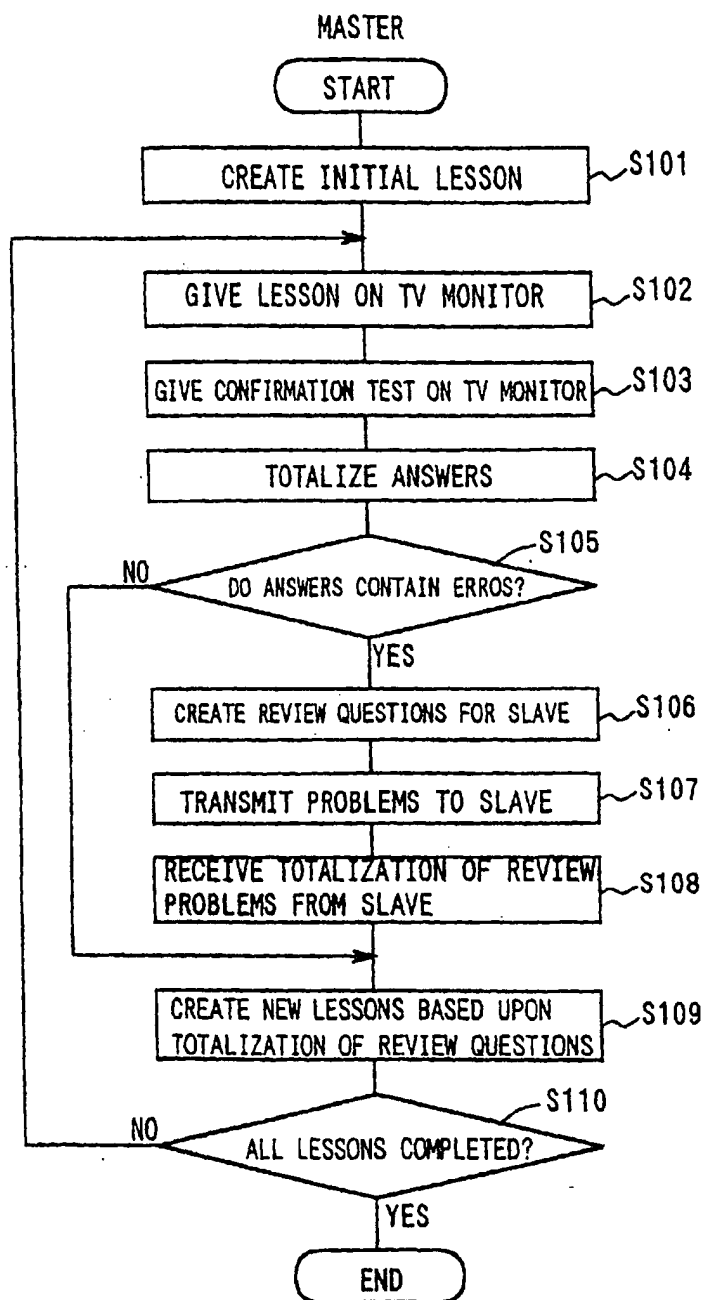 MASTER
START
CREATE INITIAL LESSON
S101
GIVE LESSON ON TV MONITOR
S102
GIVE CONFIRMATION TEST ON TV MONITOR
S103
TOTALIZE ANSWERS
S104
S105
NO
DO ANSWERS CONTAIN ERROS?
YES
CREATE REVIEW QUESTIONS FOR SLAVE
S106
TRANSMIT PROBLEMS TO SLAVE
S107
RECEIVE TOTALIZATION OF REVIEW
PROBLEMS FROM SLAVE
S108
CREATE NEW LESSONS BASED UPON
TOTALIZATION OF REVIEW QUESTIONS
S109
S110
NO
ALL LESSONS COMPLETED?
YES
END